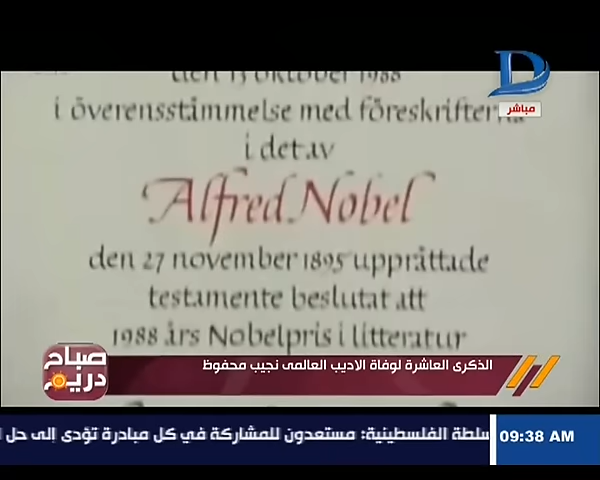 den 13 oktober 1988
i överensstämmelse med föreskrifterna
i det av
Alfred Nobel
den 27 november 1895 upprättade
testamente beslutat att
1988 års Nobelpris i litteratur
مباشر
صباح
دريم
الذكرى العاشرة لوفاة الاديب العالمى نجيب محفوظ
سلطة الفلسطينية: مستعدون للمشاركة في كل مبادرة تؤدى إلى حل
09:38 AM